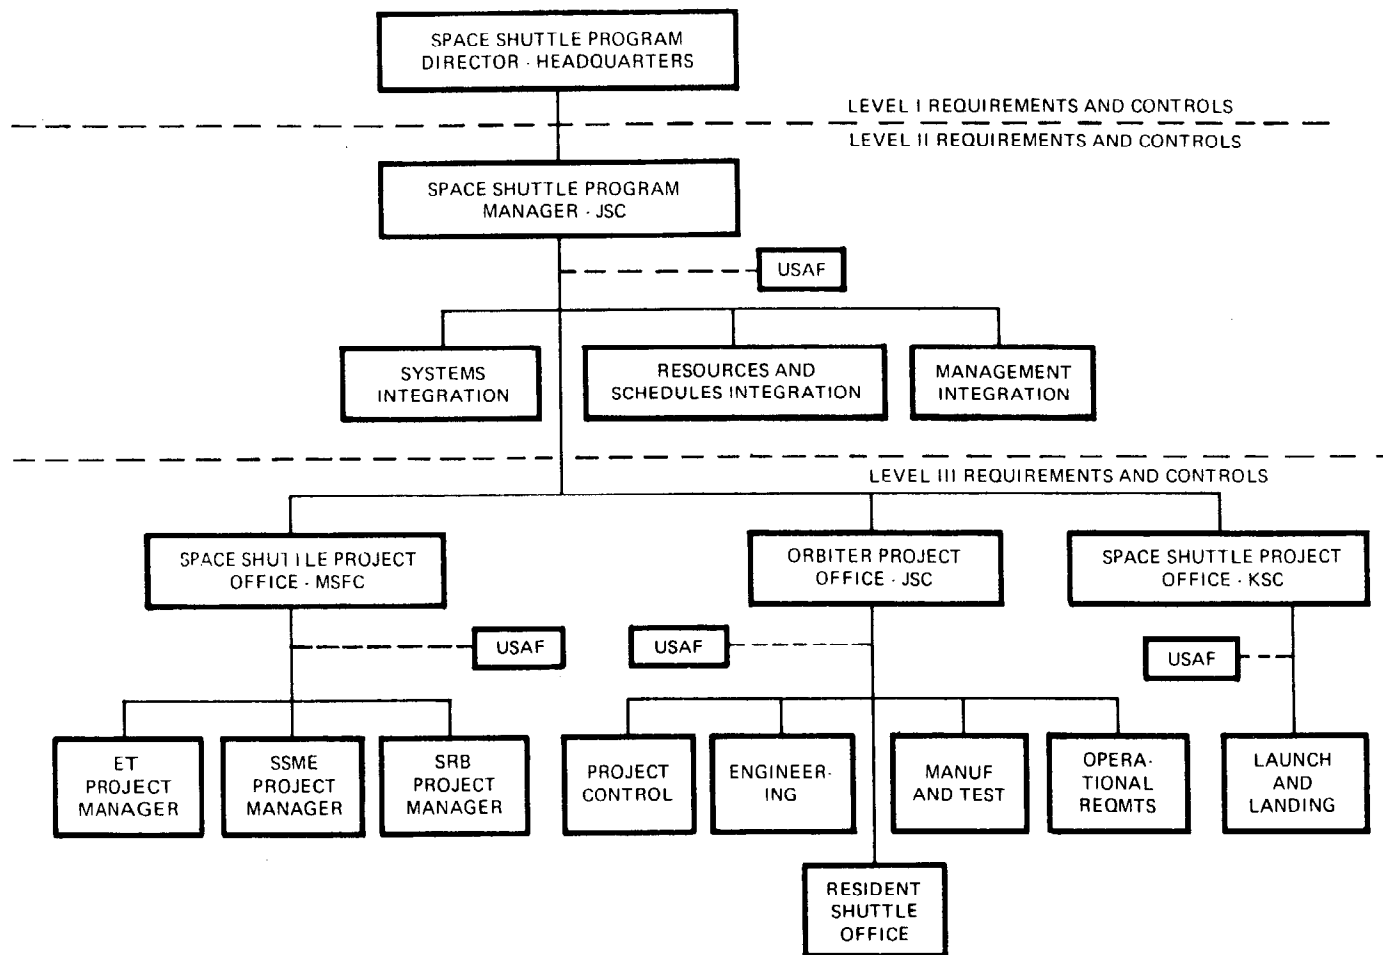 SPACE SHUTTLE PROGRAM
DIRECTOR - HEADQUARTERS
LEVEL I REQUIREMENTS AND CONTROLS
LEVEL II REQUIREMENTS AND CONTROLS
SPACE SHUTTLE PROGRAM
MANAGER - JSC
USAF
SYSTEMS
INTEGRATION
RESOURCES AND
SCHEDULES INTEGRATION
MANAGEMENT
INTEGRATION
LEVEL III REQUIREMENTS AND CONTROLS
SPACE SHUTTLE PROJECT
OFFICE - MSFC
ORBITER PROJECT
OFFICE - JSC
SPACE SHUTTLE PROJECT
OFFICE - KSC
USAF
USAF
USAF
ET
PROJECT
MANAGER
SSME
PROJECT
MANAGER
SRB
PROJECT
MANAGER
PROJECT
CONTROL
ENGINEER-
ING
MANUF
AND TEST
OPERA-
TIONAL
REQMTS
LAUNCH
AND
LANDING
RESIDENT
SHUTTLE
OFFICE